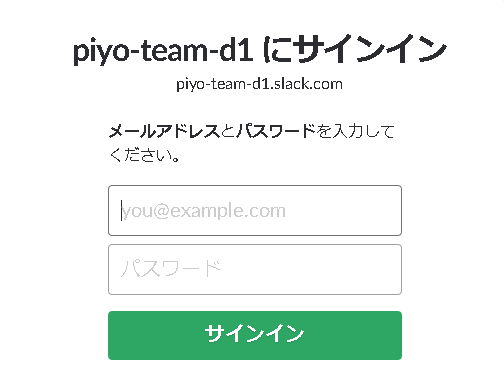 piyo-team-d1 にサインイン
piyo-team-d1.slack.com
メールアドレスとパスワードを入力して
ください。
you@example.com
パスワード
サインイン